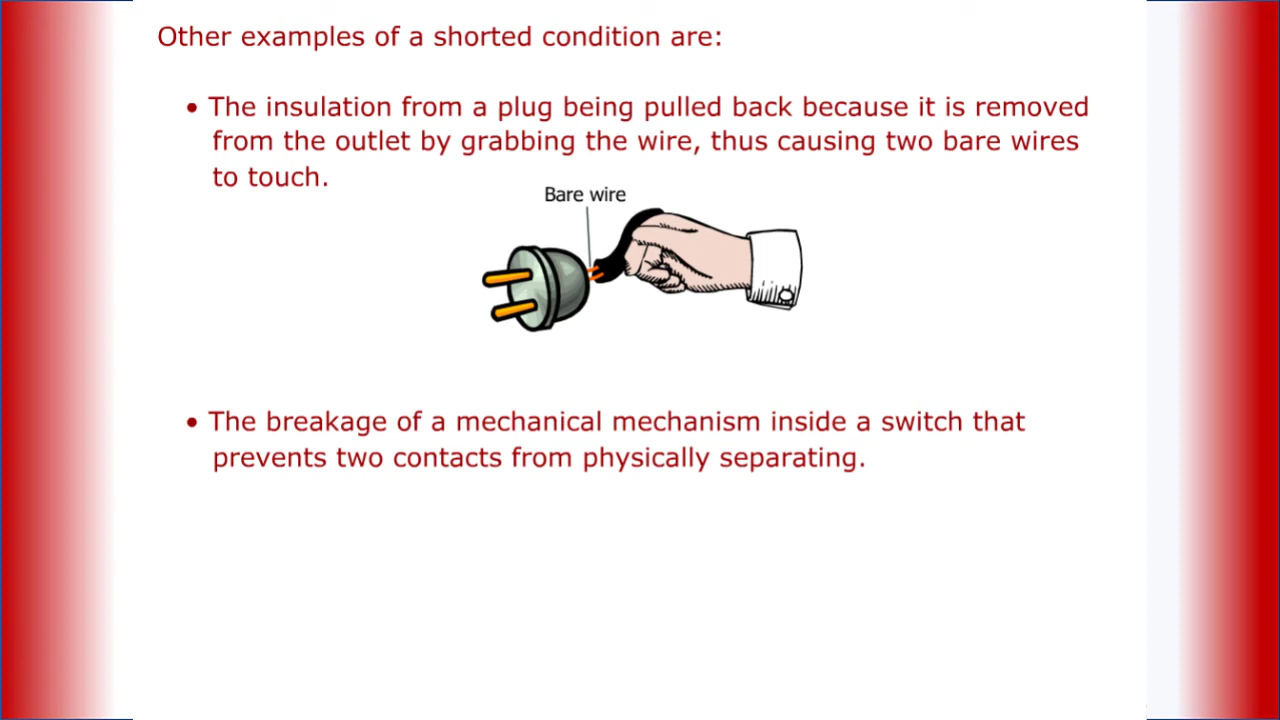 Other examples of a shorted condition are:
• The insulation from a plug being pulled back because it is removed
from the outlet by grabbing the wire, thus causing two bare wires
to touch.
Bare wire
• The breakage of a mechanical mechanism inside a switch that
prevents two contacts from physically separating.